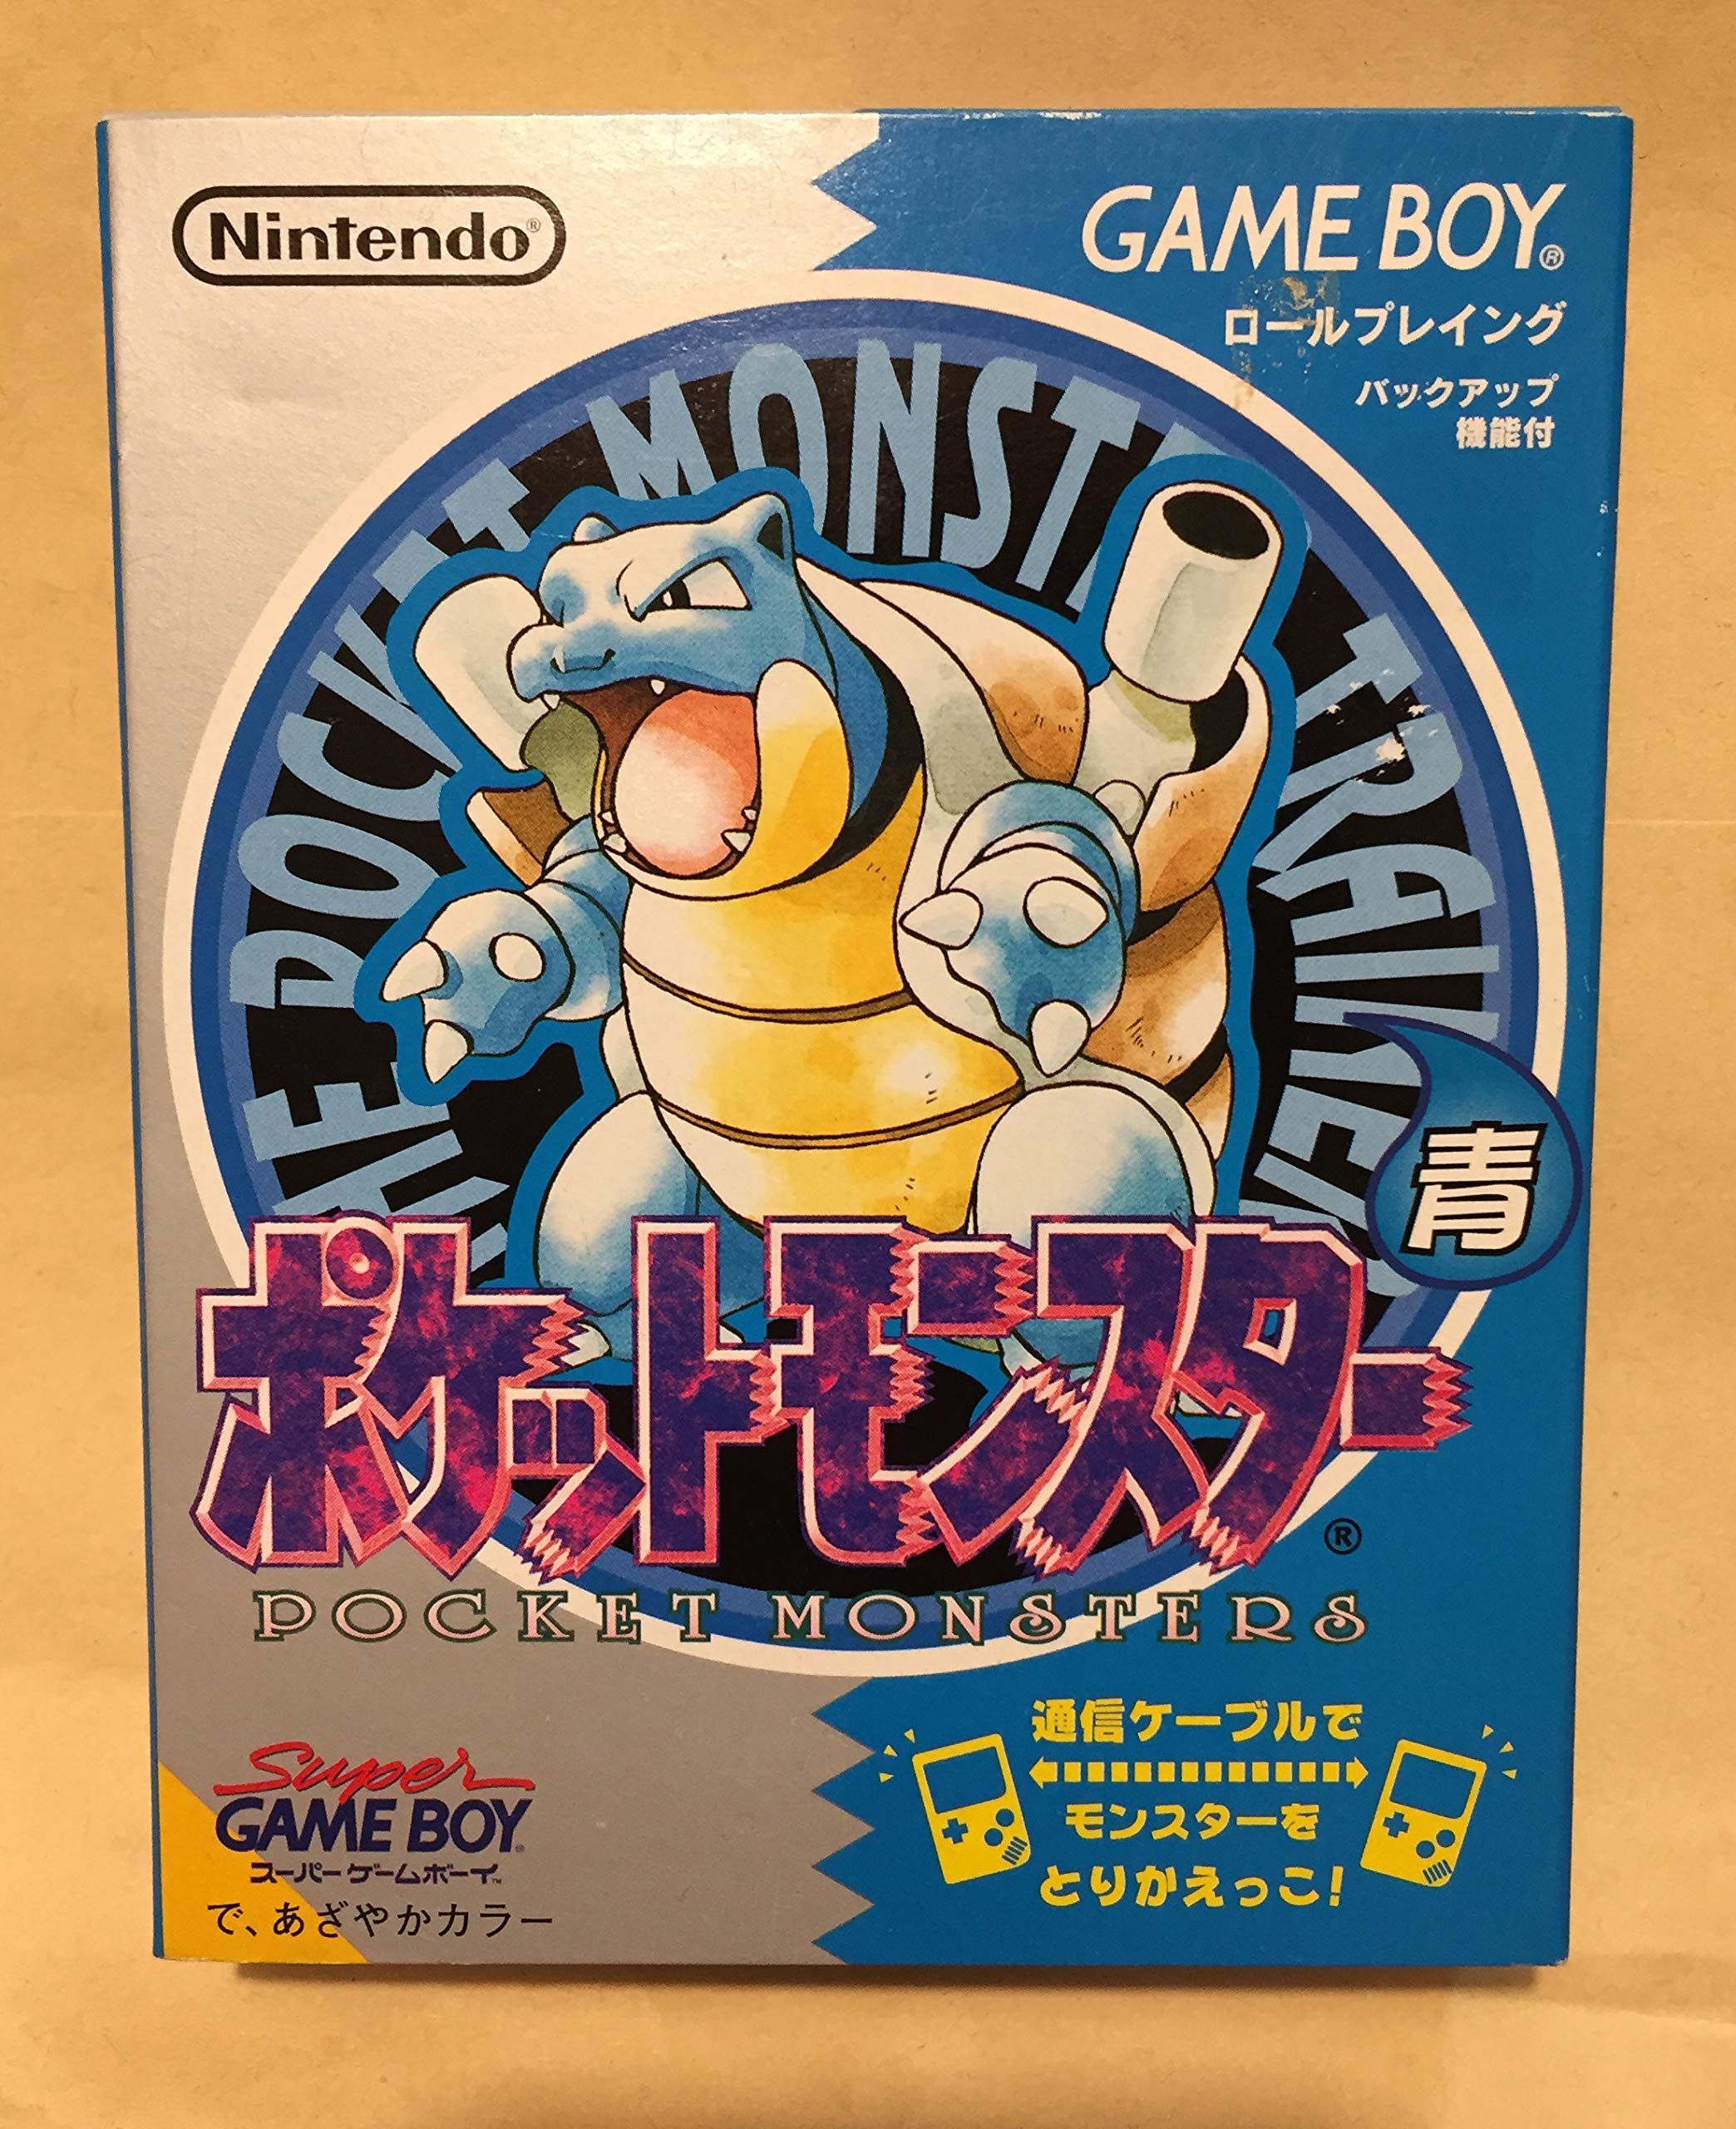 Nintendo®
GAME BOY®
ロールプレイング
バックアップ
機能付
POCKET MONST TRAINER
青
ポケットモンスター®
POCKET MONSTERS
Super
GAME BOY
スーパーゲームボーイ™
で、あざやかカラー
通信ケーブルで
モンスターを
とりかえっこ!